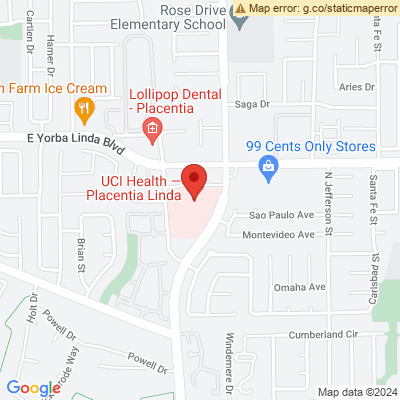 Map error: g.co/staticmaperror
Rose Drive
Elementary School
Cartlen Dr
Hamer Dr
Santa Fe St
Aries Dr
n Farm Ice Cream
Saga Dr
Lollipop Dental -
Placentia
E Yorba Linda Blvd
99 Cents Only Stores
UCI Health –
Placentia Linda
N Jefferson St
Santa Fe St
Sao Paulo Ave
Montevideo Ave
Brian St
Carlsbad St
Omaha Ave
Holt Dr
Powell Dr
Cumberland Cir
Windemere Dr
Powell Dr
rode Way
Google
Map data ©2024